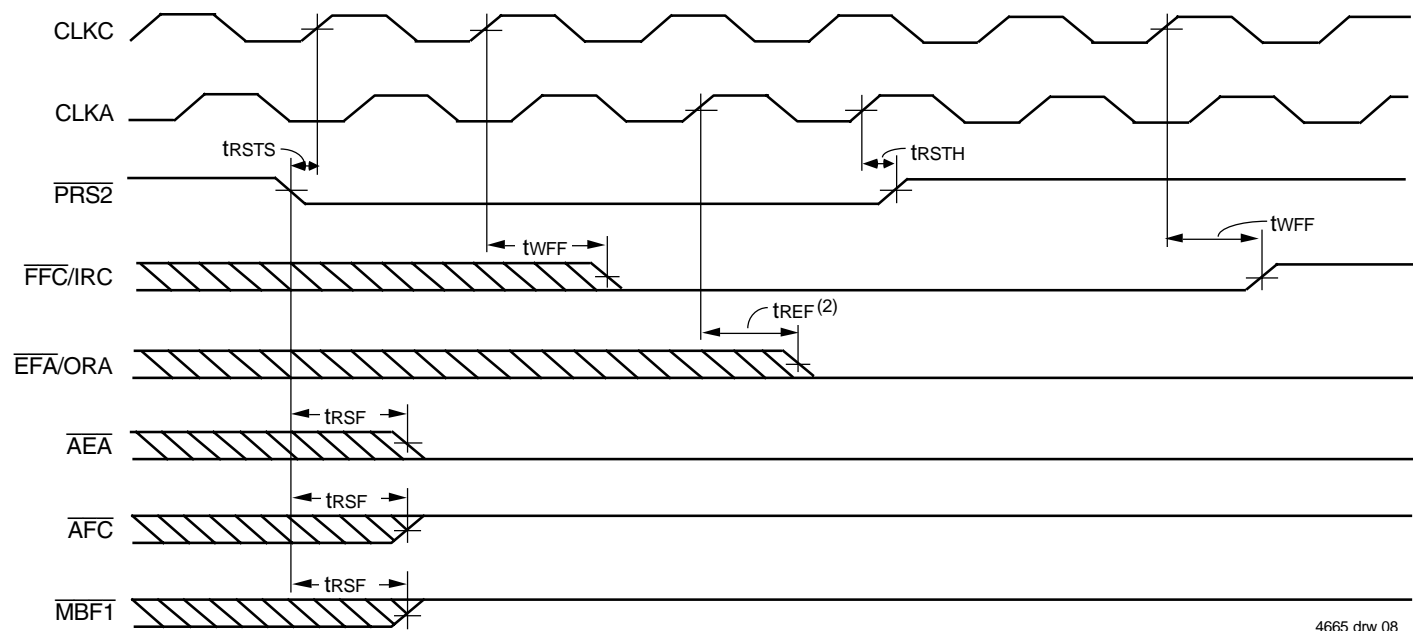 CLKC
CLKA
tRSTS
tRSTH
PRS2
tWFF
tWFF
FFC/IRC
tREF(2)
EFA/ORA
tRSF
AEA
tRSF
AFC
tRSF
MBF1
4665 drw 08